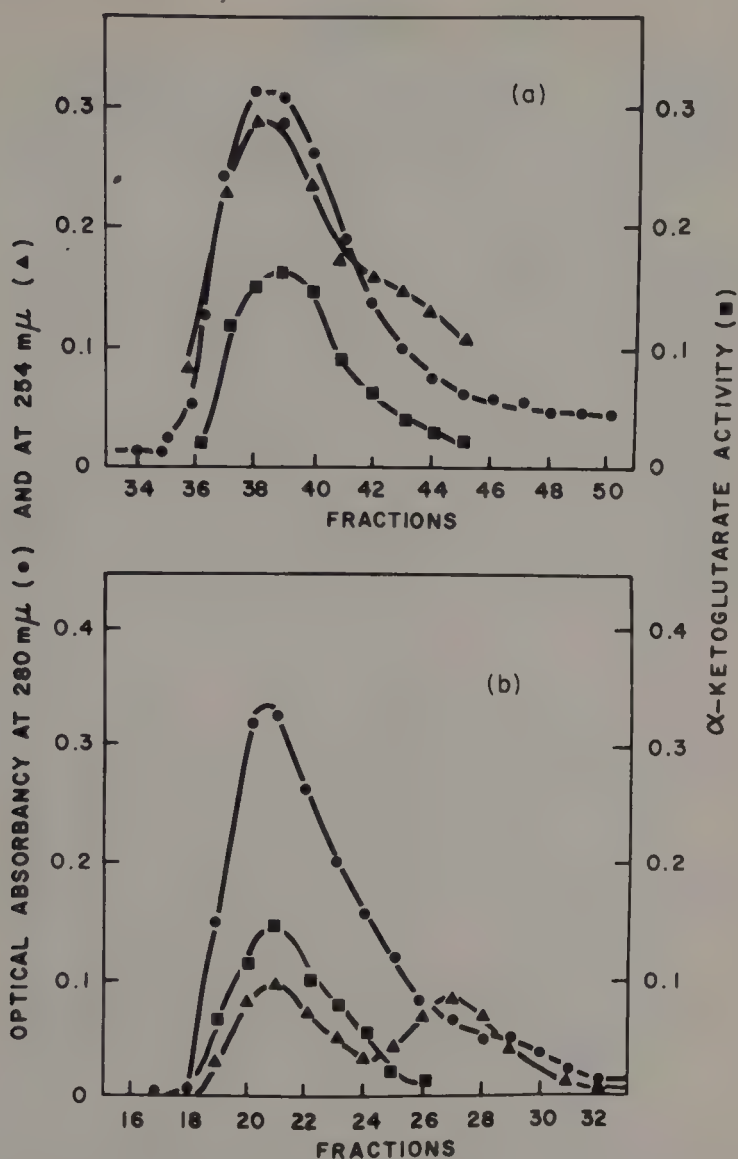 (a)
0.3
0.2
0.1
0
0.3
0.2
0.1
0
34 36 38 40 42 44 46 48 50
FRACTIONS
OPTICAL ABSORBANCY AT 280 mμ (●) AND AT 254 mμ (▲)
α-KETOGLUTARATE ACTIVITY (■)
(b)
0.4
0.3
0.2
0.1
0
0.4
0.3
0.2
0.1
16 18 20 22 24 26 28 30 32
FRACTIONS